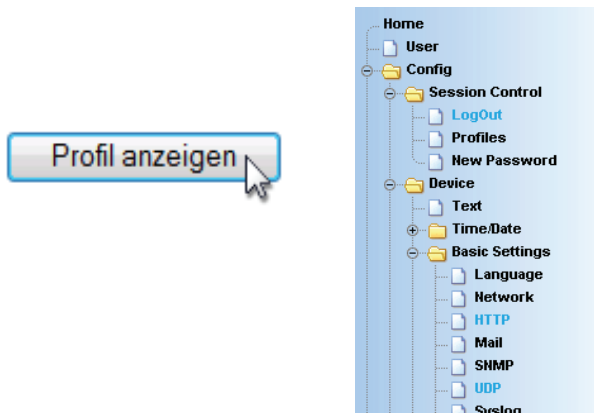 Profil anzeigen
Home
User
Config
Session Control
LogOut
Profiles
New Password
Device
Text
Time/Date
Basic Settings
Language
Network
HTTP
Mail
SNMP
UDP
Syslog